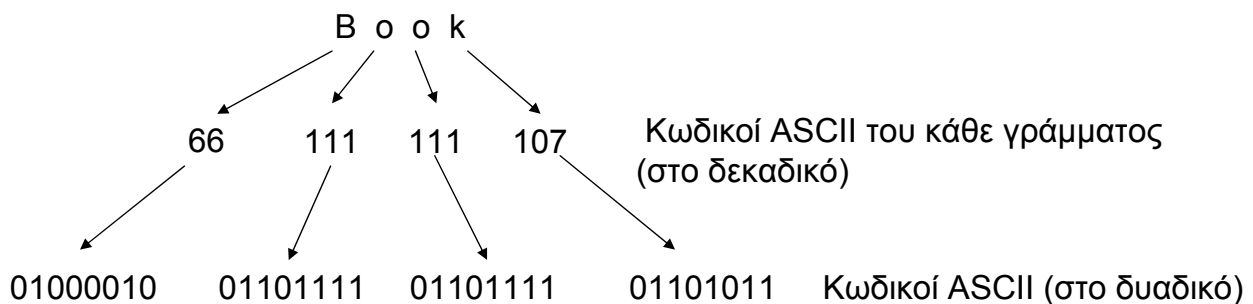 B o o k
66 111 111 107 Κωδικοί ASCII του κάθε γράμματος
(στο δεκαδικό)
01000010 01101111 01101111 01101011 Κωδικοί ASCII (στο δυαδικό)